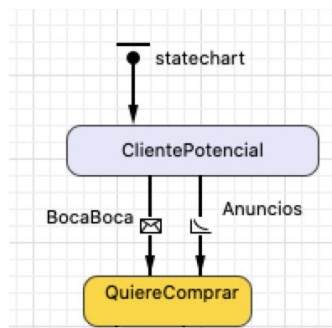 statechart
ClientePotencial
BocaBoca
Anuncios
QuiereComprar